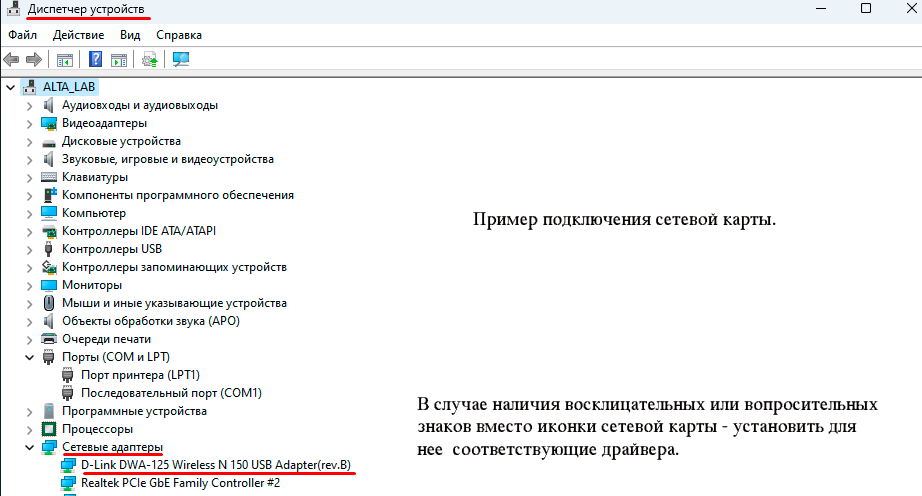 Диспетчер устройств
Файл Действие Вид Справка
ALTA_LAB
Аудиовходы и аудиовыходы
Видеоадаптеры
Дисковые устройства
Звуковые, игровые и видеоустройства
Клавиатуры
Компоненты программного обеспечения
Компьютер
Контроллеры IDE ATA/ATAPI
Контроллеры USB
Контроллеры запоминающих устройств
Мониторы
Мыши и иные указывающие устройства
Объекты обработки звука (APO)
Очереди печати
Порты (COM и LPT)
Порт принтера (LPT1)
Последовательный порт (COM1)
Программные устройства
Процессоры
Сетевые адаптеры
D-Link DWA-125 Wireless N 150 USB Adapter(rev.B)
Realtek PCIe GbE Family Controller #2
Пример подключения сетевой карты.
В случае наличия восклицательных или вопросительных
знаков вместо иконки сетевой карты - установить для
нее соответствующие драйвера.